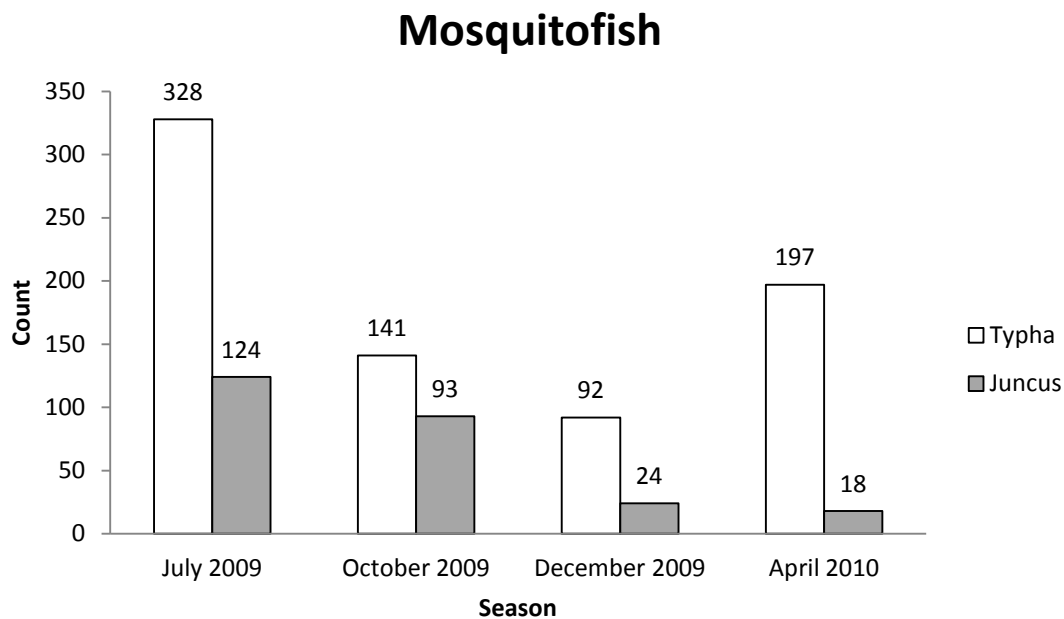 Mosquitofish
350
300
250
200
150
100
50
0
Count
328
124
141
93
92
24
197
18
July 2009
October 2009
December 2009
April 2010
Season
Typha
Juncus